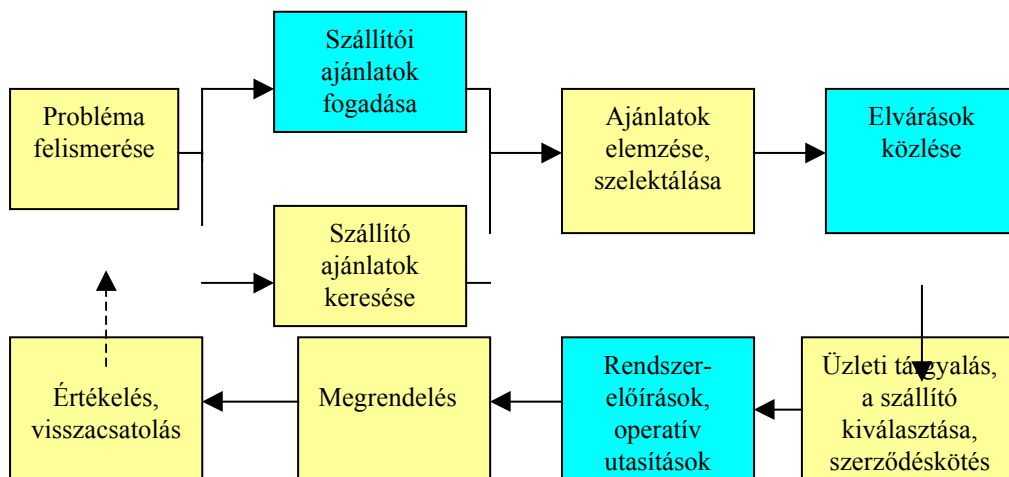 Probléma
felismerése
Szállítói
ajánlatok
fogadása
Szállító
ajánlatok
keresése
Ajánlatok
elemzése,
szelektálása
Elvárások
közlése
Üzleti tárgyalás,
a szállító
kiválasztása,
szerződéskötés
Rendszer-
előírások,
operatív
utasítások
Megrendelés
Értékelés,
visszacsatolás